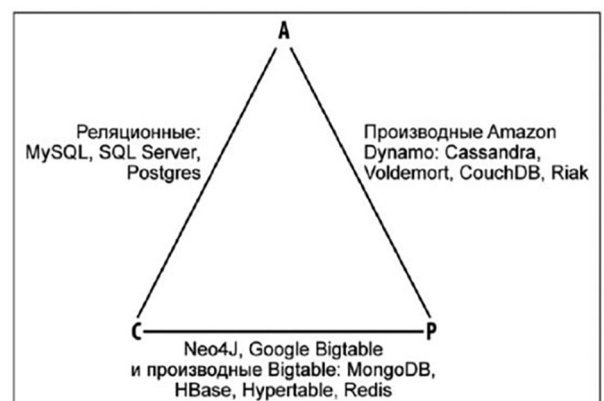 A
Реляционные:
MySQL, SQL Server,
Postgres
Производные Amazon
Dynamo: Cassandra,
Voldemort, CouchDB, Riak
C
P
Neo4J, Google Bigtable
и производные Bigtable: MongoDB,
HBase, Hypertable, Redis